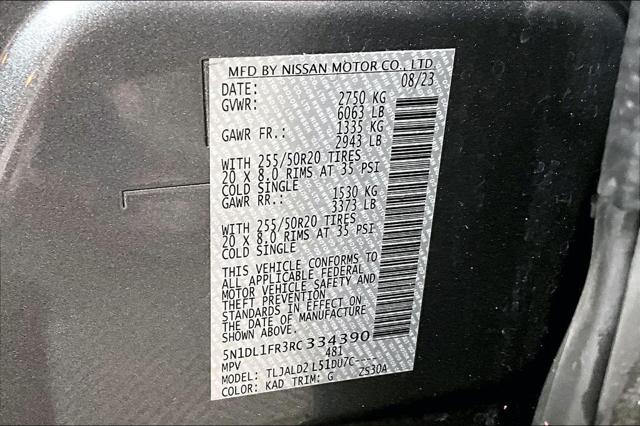 MFD BY NISSAN MOTOR CO., LTD.
DATE: 08/23
GVWR: 2750 KG
6063 LB
GAWR FR.: 1335 KG
2943 LB
WITH 255/50R20 TIRES
20 X 8.0 RIMS AT 35 PSI
COLD SINGLE
GAWR RR.: 1530 KG
3373 LB
WITH 255/50R20 TIRES
20 X 8.0 RIMS AT 35 PSI
COLD SINGLE
THIS VEHICLE CONFORMS TO
ALL APPLICABLE FEDERAL
MOTOR VEHICLE SAFETY AND
THEFT PREVENTION
STANDARDS IN EFFECT ON
THE DATE OF MANUFACTURE
SHOWN ABOVE.
5N1DL1FR3RC334390
MPV 481
MODEL: TLJALD2 L51DU7C----
COLOR: KAD TRIM: G ZS30A